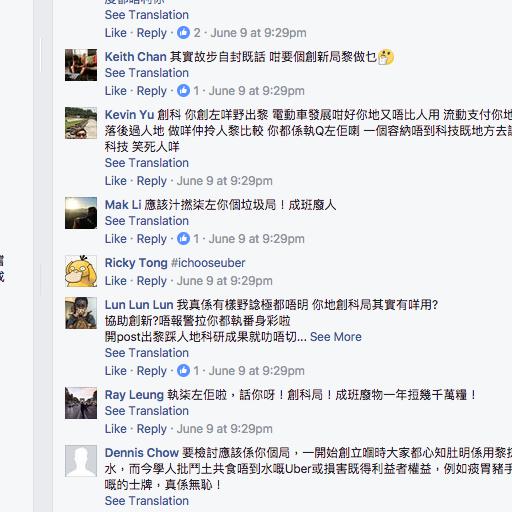 See Translation
Like · Reply · 2 · June 9 at 9:29pm
Keith Chan 其實故步自封既話 咁要個創新局黎做乜🤔
See Translation
Like · Reply · 1 · June 9 at 9:29pm
Kevin Yu 創科 你創左咩野出黎 電動車發展咁好你地又唔比人用 流動支付你地
落後過人地 做咩仲拎人黎比較 你都係執Q左佢喇 一個容納唔到科技既地方去談
科技 笑死人咩
See Translation
Like · Reply · June 9 at 9:29pm
Mak Li 應該汁撚柒左你個垃圾局！成班廢人
Like · Reply · 1 · June 9 at 9:29pm
Ricky Tong #ichooseuber
Like · Reply · June 9 at 9:29pm
Lun Lun Lun 我真係有樣野諗極都唔明 你地創科局其實有咩用?
協助創新?唔報警拉你都執番身彩啦
開post出黎踩人地科研成果就叻唔切... See More
See Translation
Like · Reply · 1 · June 9 at 9:29pm
Ray Leung 執柒左佢啦，話你呀！創科局！成班廢物一年挖幾千萬糧！
See Translation
Like · Reply · June 9 at 9:29pm
Dennis Chow 要檢討應該係你個局，一開始創立嗰時大家都心知肚明係用黎
水，而今學人批鬥土共食唔到水嘅Uber或損害既得利益者權益，例如痰胃豬手
嘅的士牌，真係無恥！
See Translation